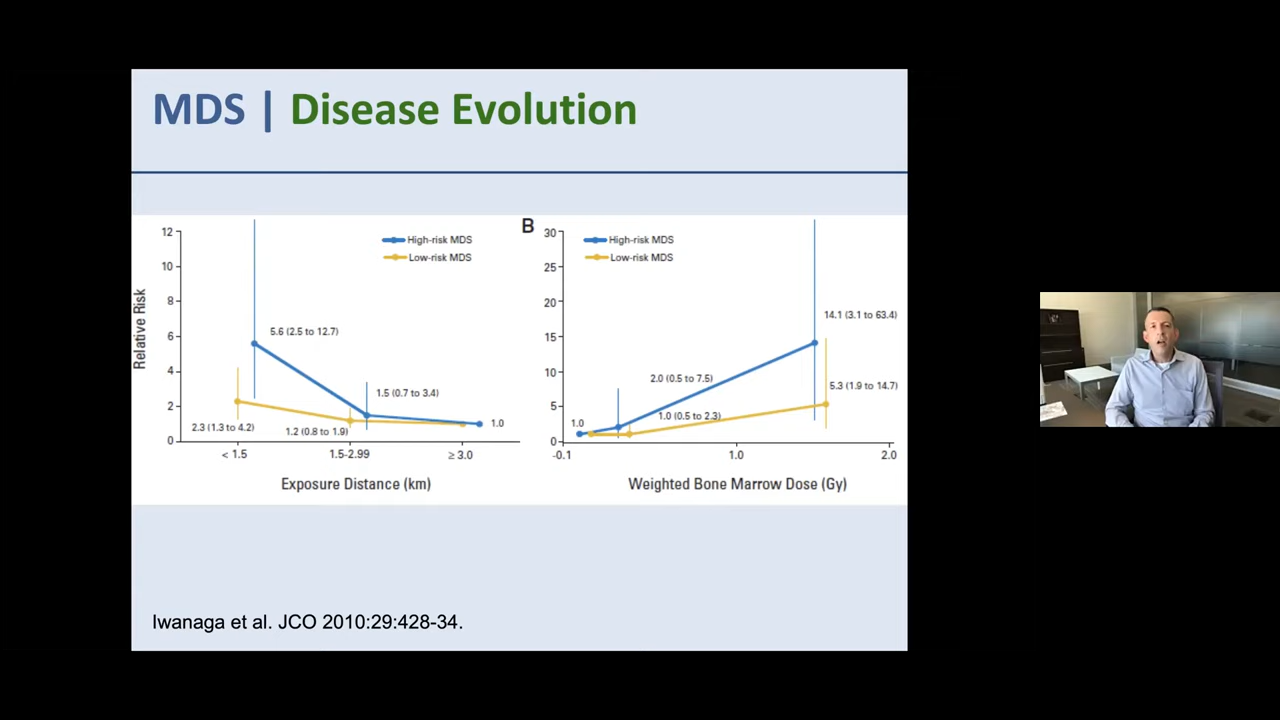 MDS | Disease Evolution
12
10
8
6
4
2
0
Relative Risk
High-risk MDS
Low-risk MDS
5.6 (2.5 to 12.7)
1.5 (0.7 to 3.4)
1.0
2.3 (1.3 to 4.2)
1.2 (0.8 to 1.9)
< 1.5
1.5-2.99
≥ 3.0
Exposure Distance (km)
B
30
25
20
15
10
5
0
High-risk MDS
Low-risk MDS
14.1 (3.1 to 63.4)
2.0 (0.5 to 7.5)
5.3 (1.9 to 14.7)
1.0 (0.5 to 2.3)
1.0
-0.1
1.0
2.0
Weighted Bone Marrow Dose (Gy)
Iwanaga et al. JCO 2010:29:428-34.